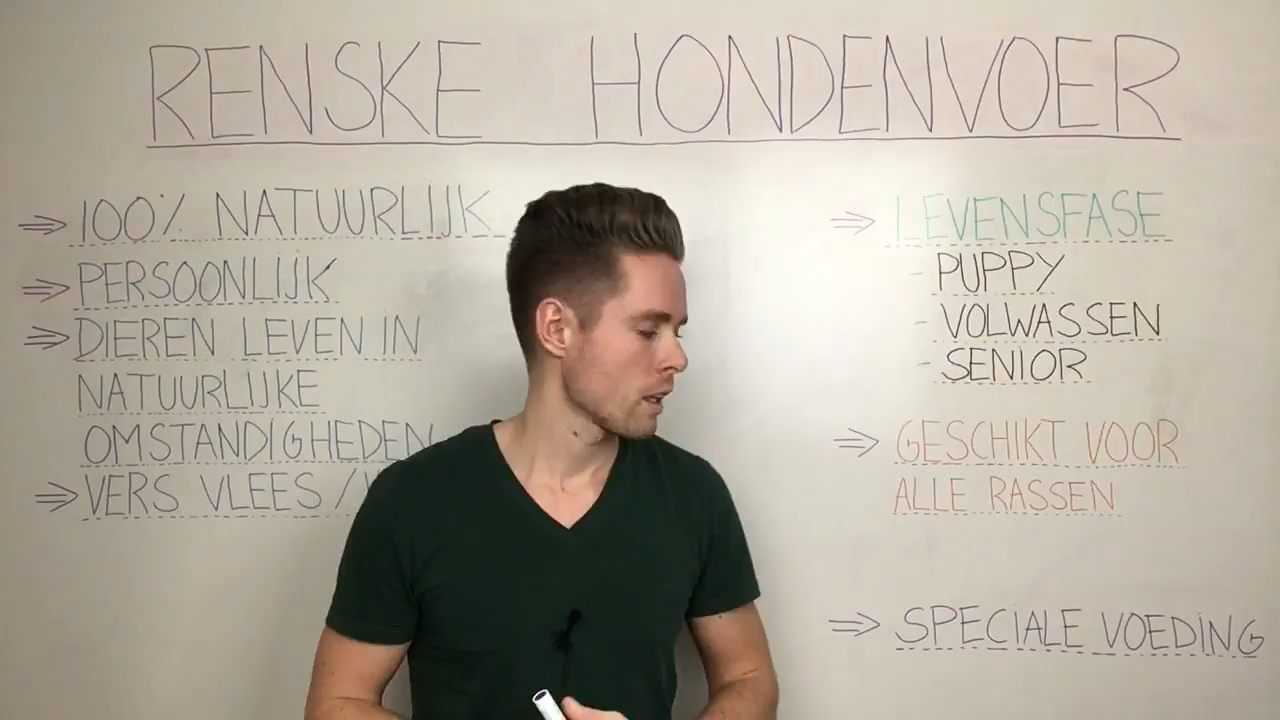 RENSKE HONDENVOER
⇒ 100% NATUURLIJK
⇒ PERSOONLIJK
⇒ DIEREN LEVEN IN
NATUURLIJKE
OMSTANDIGHEDEN
⇒ VERS VLEES /
⇒ LEVENSFASE
- PUPPY
- VOLWASSEN
- SENIOR
⇒ GESCHIKT VOOR
ALLE RASSEN
⇒ SPECIALE VOEDING